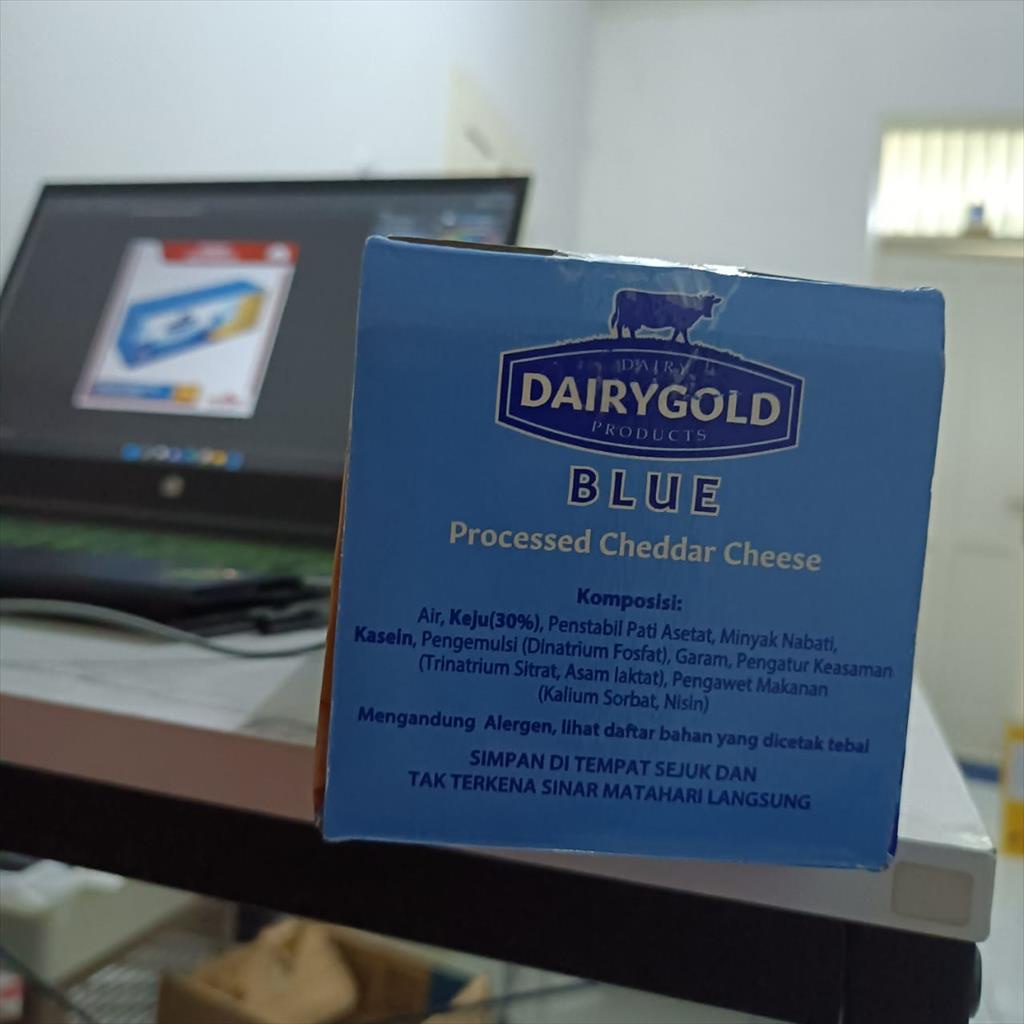 DAIRY
DAIRYGOLD
PRODUCTS
BLUE
Processed Cheddar Cheese
Komposisi:
Air, Keju(30%), Penstabil Pati Asetat, Minyak Nabati,
Kasein, Pengemulsi (Dinatrium Fosfat), Garam, Pengatur Keasaman
(Trinatrium Sitrat, Asam laktat), Pengawet Makanan
(Kalium Sorbat, Nisin)
Mengandung Alergen, lihat daftar bahan yang dicetak tebal
SIMPAN DI TEMPAT SEJUK DAN
TAK TERKENA SINAR MATAHARI LANGSUNG